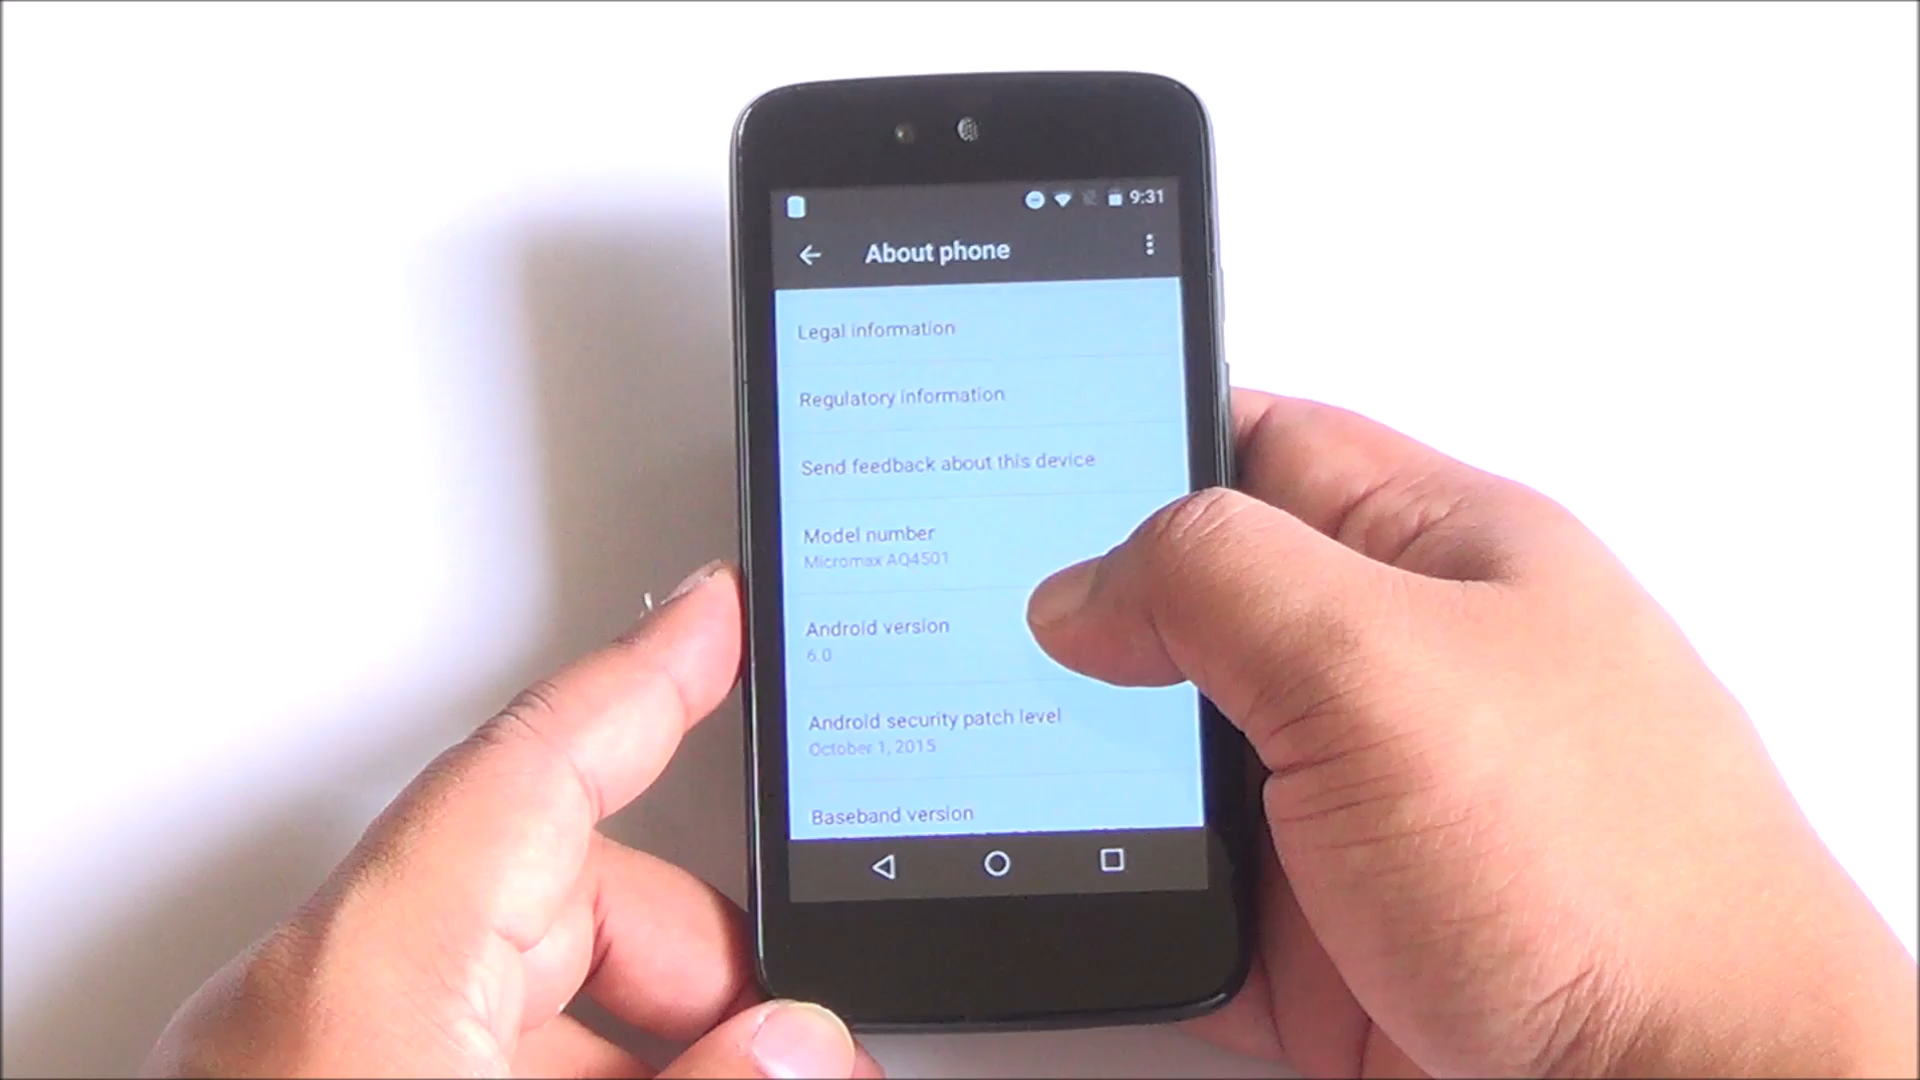 9:31
About phone
Legal information
Regulatory information
Send feedback about this device
Model number
Micromax AQ4501
Android version
6.0
Android security patch level
October 1, 2015
Baseband version